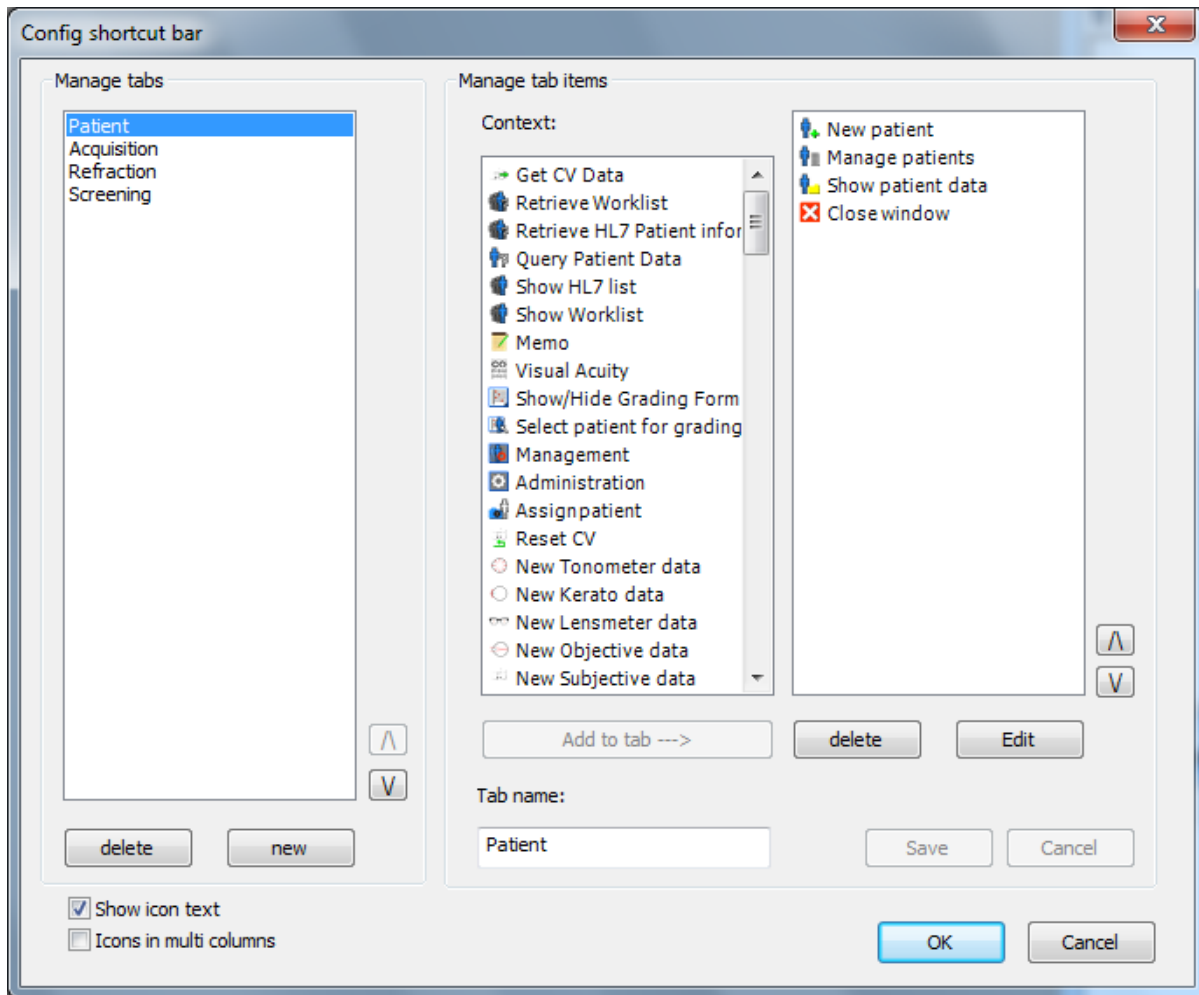 Config shortcut bar
Manage tabs
Patient
Acquisition
Refraction
Screening
/\
\/
delete
new
Manage tab items
Context:
Get CV Data
Retrieve Worklist
Retrieve HL7 Patient infor
Query Patient Data
Show HL7 list
Show Worklist
Memo
Visual Acuity
Show/Hide Grading Form
Select patient for grading
Management
Administration
Assign patient
Reset CV
New Tonometer data
New Kerato data
New Lensmeter data
New Objective data
New Subjective data
New patient
Manage patients
Show patient data
Close window
/\
\/
Add to tab --->
delete
Edit
Tab name:
Patient
Save
Cancel
Show icon text
Icons in multi columns
OK
Cancel